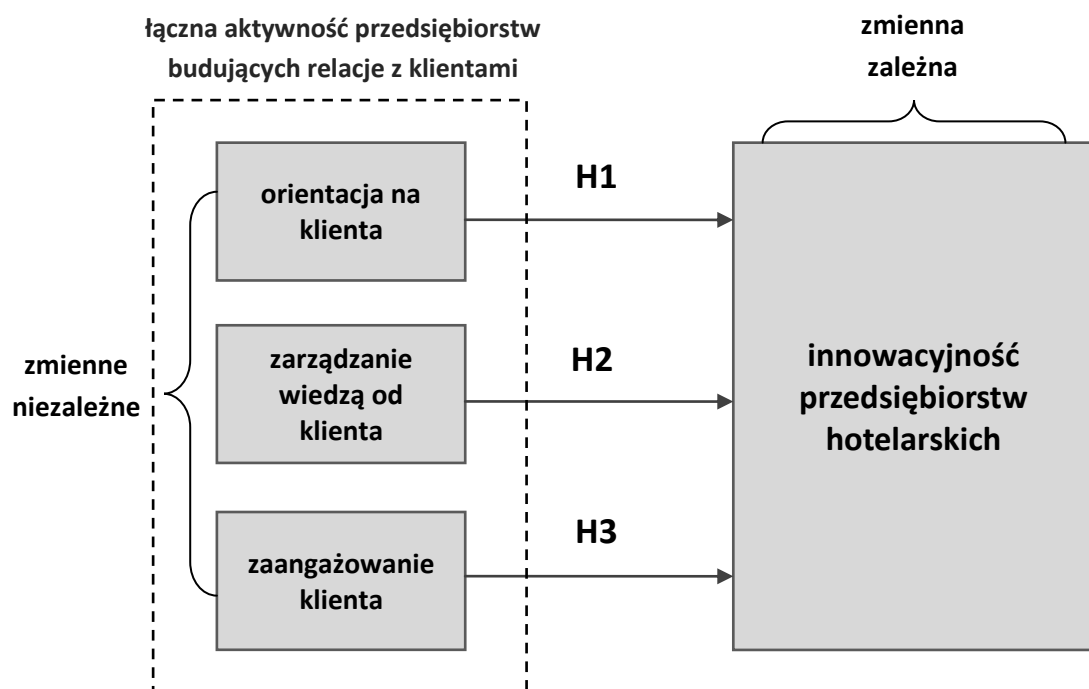 łączna aktywność przedsiębiorstw
budujących relacje z klientami
zmienna
zależna
orientacja na
klienta
H1
zmienne
niezależne
zarządzanie
wiedzą od
klienta
H2
innowacyjność
przedsiębiorstw
hotelarskich
zaangażowanie
klienta
H3